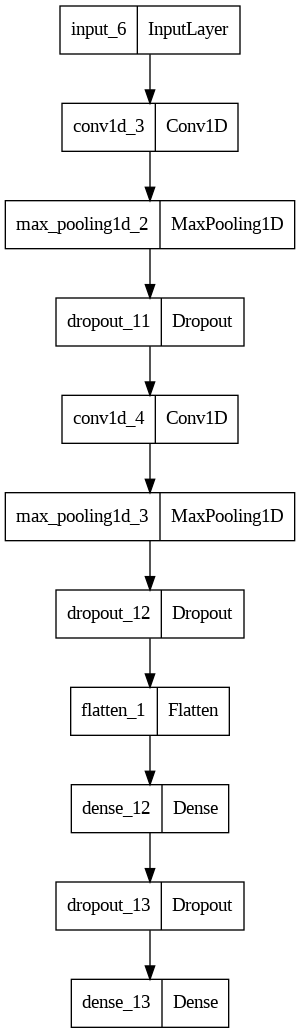 input_6 InputLayer
conv1d_3 Conv1D
max_pooling1d_2 MaxPooling1D
dropout_11 Dropout
conv1d_4 Conv1D
max_pooling1d_3 MaxPooling1D
dropout_12 Dropout
flatten_1 Flatten
dense_12 Dense
dropout_13 Dropout
dense_13 Dense